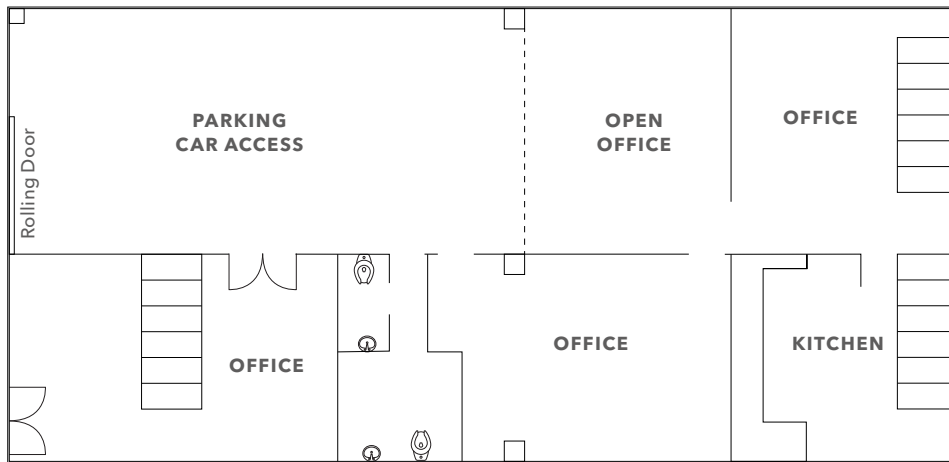 PARKING
CAR ACCESS
OPEN
OFFICE
OFFICE
Rolling Door
OFFICE
OFFICE
KITCHEN